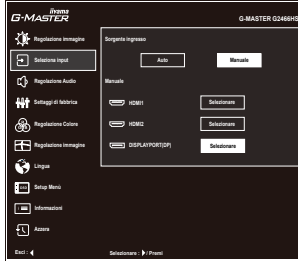 iiyama
G-MASTER
G-MASTER G2466HS
Regolazione immagine
Seleziona input
Regolazione Audio
Settaggi di fabbrica
Regolazione Colore
Regolazione immagine
Lingua
Setup Menù
Informazioni
Azzera
Sorgente ingresso
Auto
Manuale
Manuale
HDMI1
Selezionare
HDMI2
Selezionare
DISPLAYPORT(DP)
Selezionare
Esci :
Selezionare : / Premi